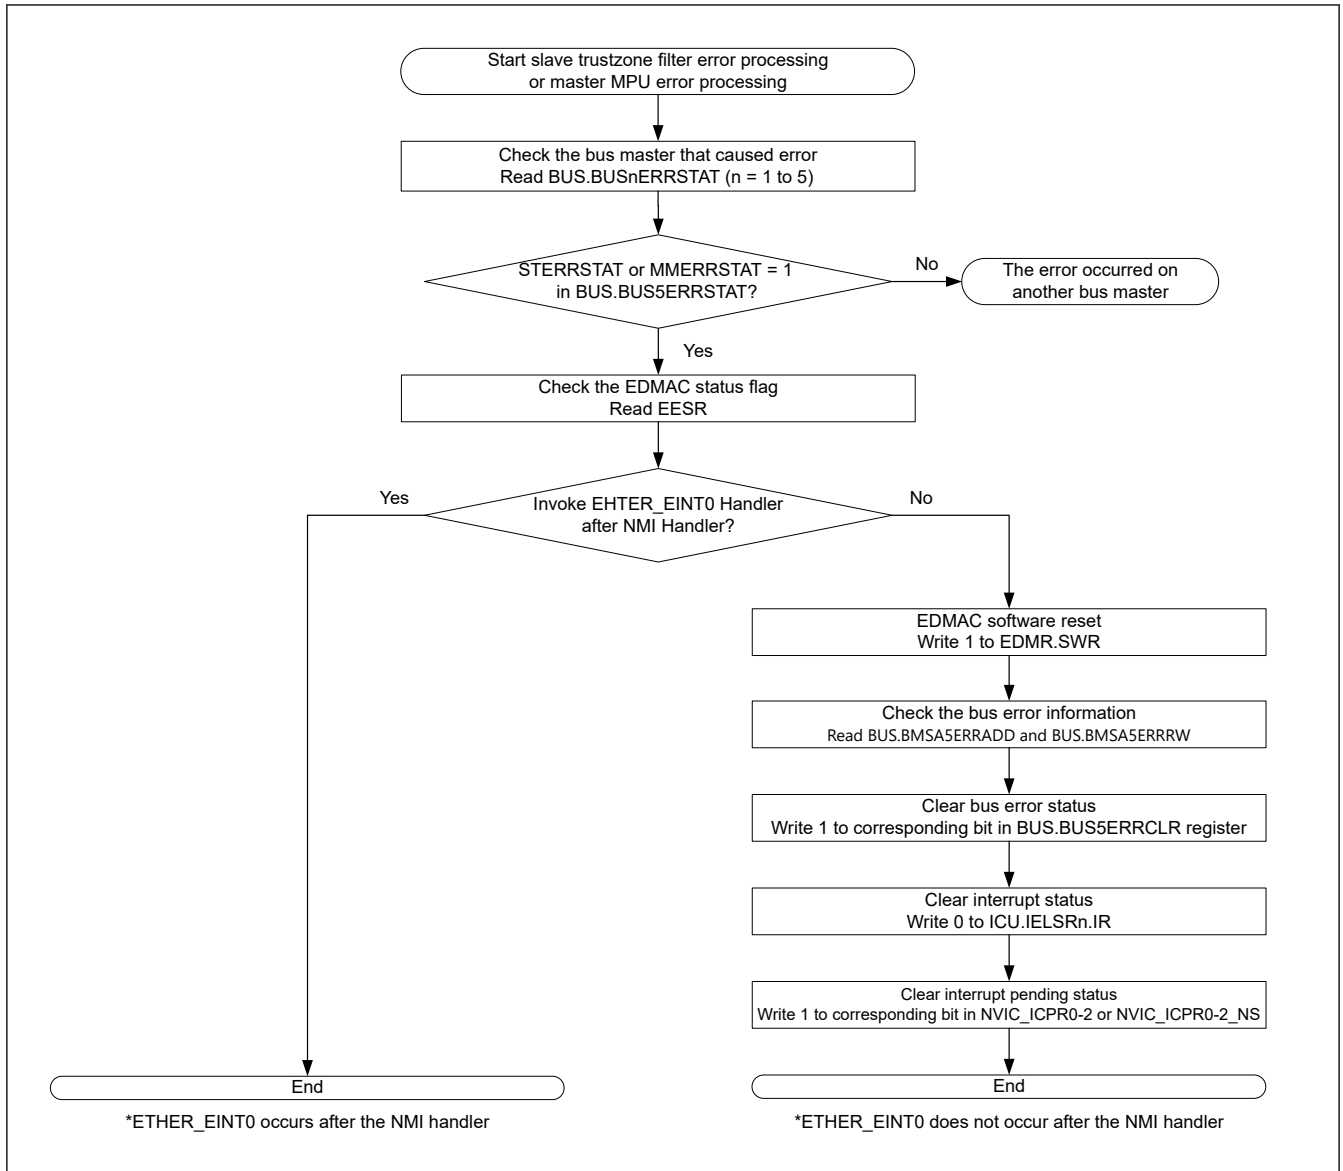 Start slave trustzone filter error processing
or master MPU error processing
Check the bus master that caused error
Read BUS.BUSnERRSTAT (n = 1 to 5)
STERRSTAT or MMERRSTAT = 1
in BUS.BUS5ERRSTAT?
No
The error occurred on
another bus master
Yes
Check the EDMAC status flag
Read EESR
Invoke EHTER_EINT0 Handler
after NMI Handler?
Yes
No
EDMAC software reset
Write 1 to EDMR.SWR
Check the bus error information
Read BUS.BMSA5ERRADD and BUS.BMSA5ERRRW
Clear bus error status
Write 1 to corresponding bit in BUS.BUS5ERRCLR register
Clear interrupt status
Write 0 to ICU.IELSRn.IR
Clear interrupt pending status
Write 1 to corresponding bit in NVIC_ICPR0-2 or NVIC_ICPR0-2_NS
End
*ETHER_EINT0 occurs after the NMI handler
End
*ETHER_EINT0 does not occur after the NMI handler